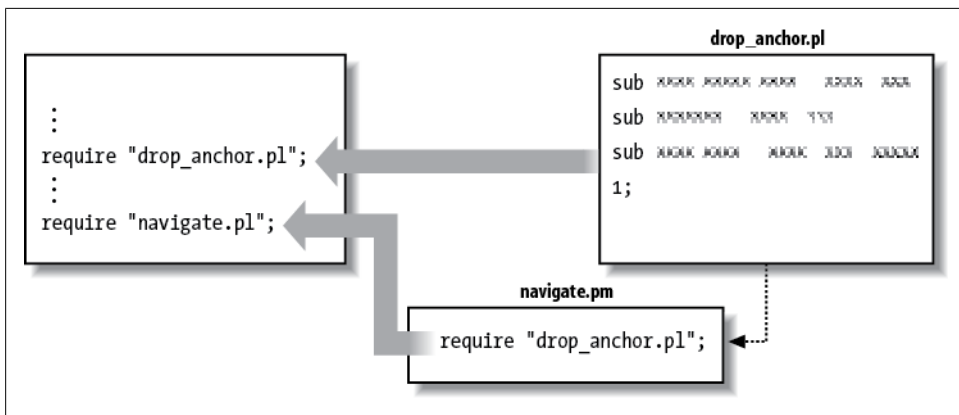 drop_anchor.pl
sub
sub
sub
1;
⋮
require "drop_anchor.pl";
⋮
require "navigate.pl";
navigate.pm
require "drop_anchor.pl";